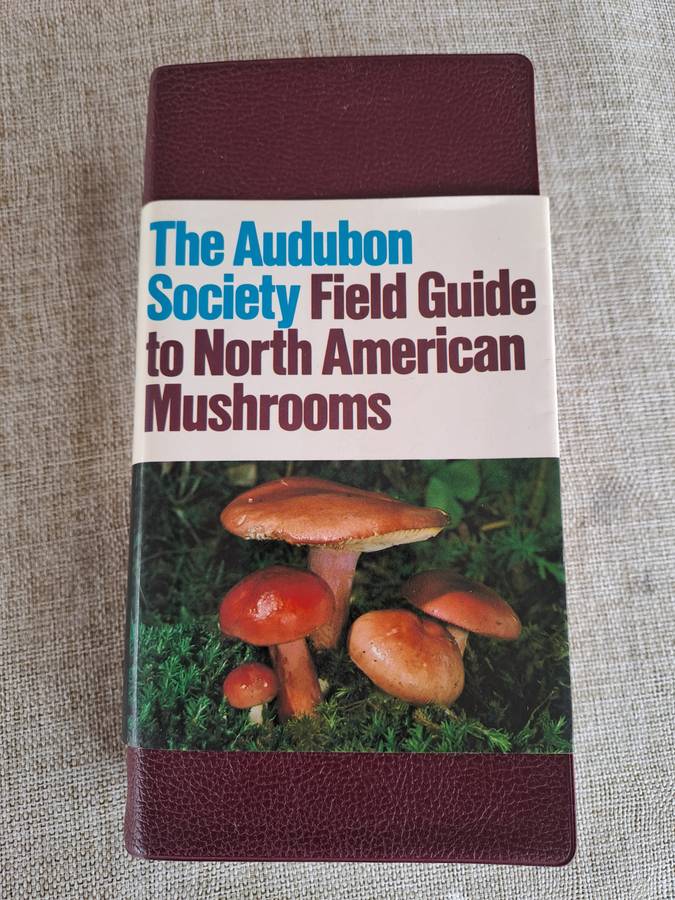 The Audubon
Society Field Guide
to North American
Mushrooms